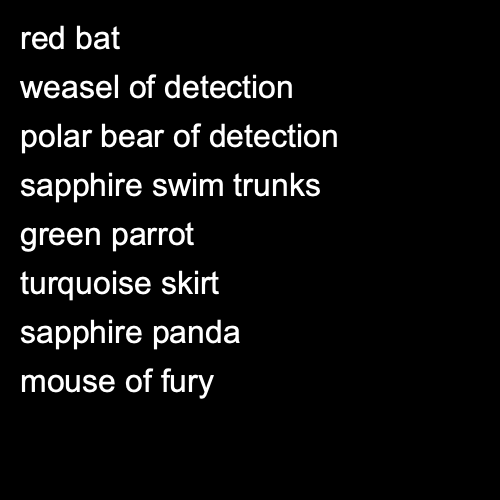 red bat
weasel of detection
polar bear of detection
sapphire swim trunks
green parrot
turquoise skirt
sapphire panda
mouse of fury